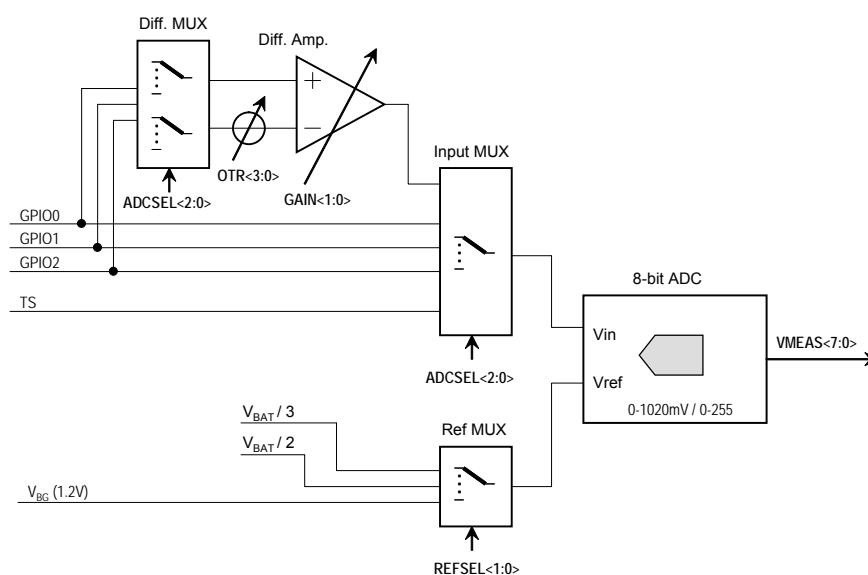 Diff. MUX
Diff. Amp.
OTR<3:0>
ADCSEL<2:0>
GAIN<1:0>
Input MUX
GPIO0
GPIO1
GPIO2
TS
ADCSEL<2:0>
8-bit ADC
Vin
Vref
0-1020mV / 0-255
VMEAS<7:0>
VBAT / 3
VBAT / 2
Ref MUX
VBG (1.2V)
REFSEL<1:0>